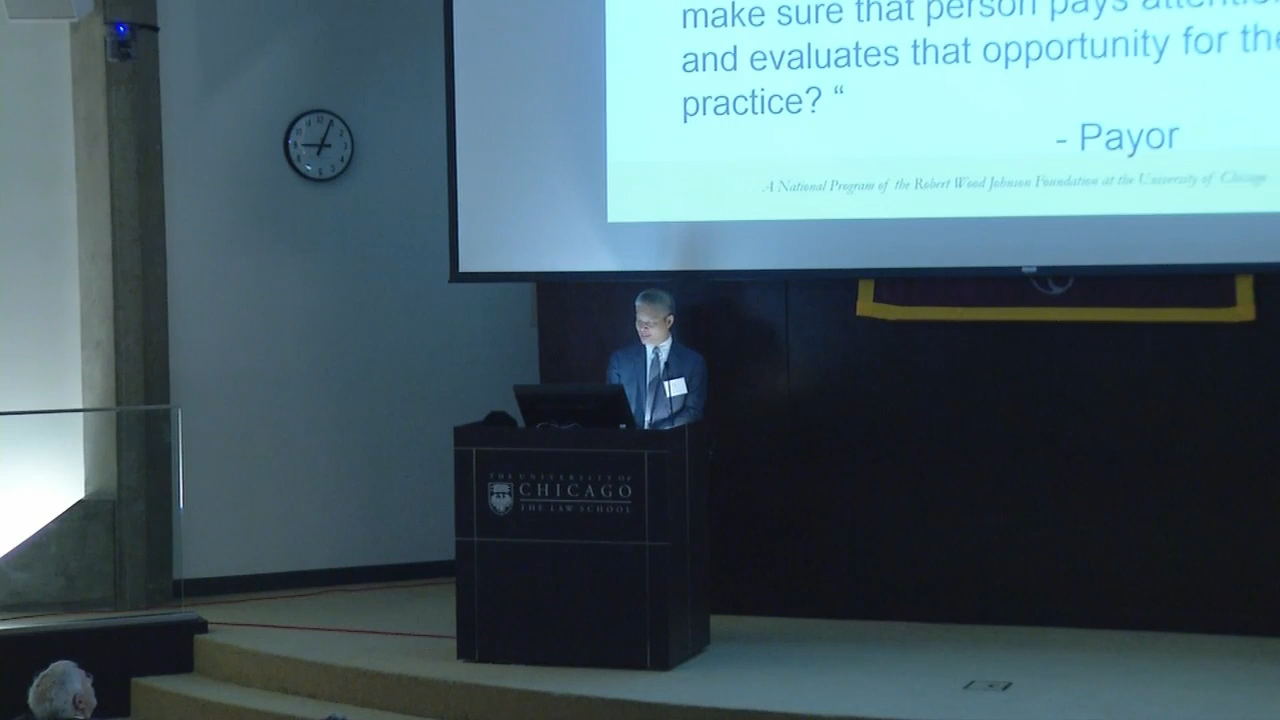 make sure that person pays attenti
and evaluates that opportunity for the
practice? “
- Payor
A National Program of the Robert Wood Johnson Foundation at the University of Chicago
THE UNIVERSITY OF
CHICAGO
THE LAW SCHOOL